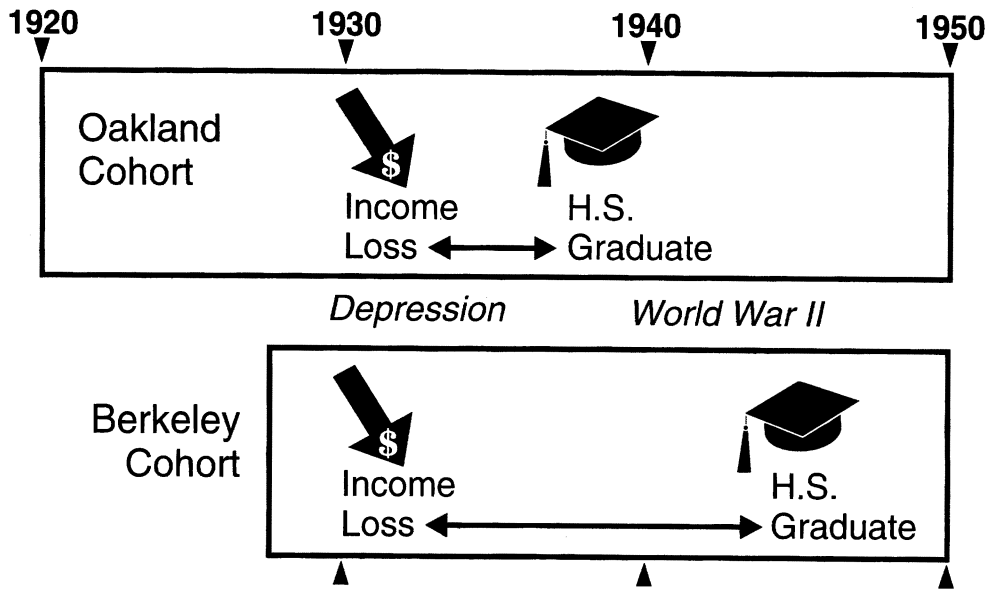 1920 1930 1940 1950
Oakland
Cohort
$
Income
Loss
H.S.
Graduate
Depression World War II
Berkeley
Cohort
$
Income
Loss
H.S.
Graduate